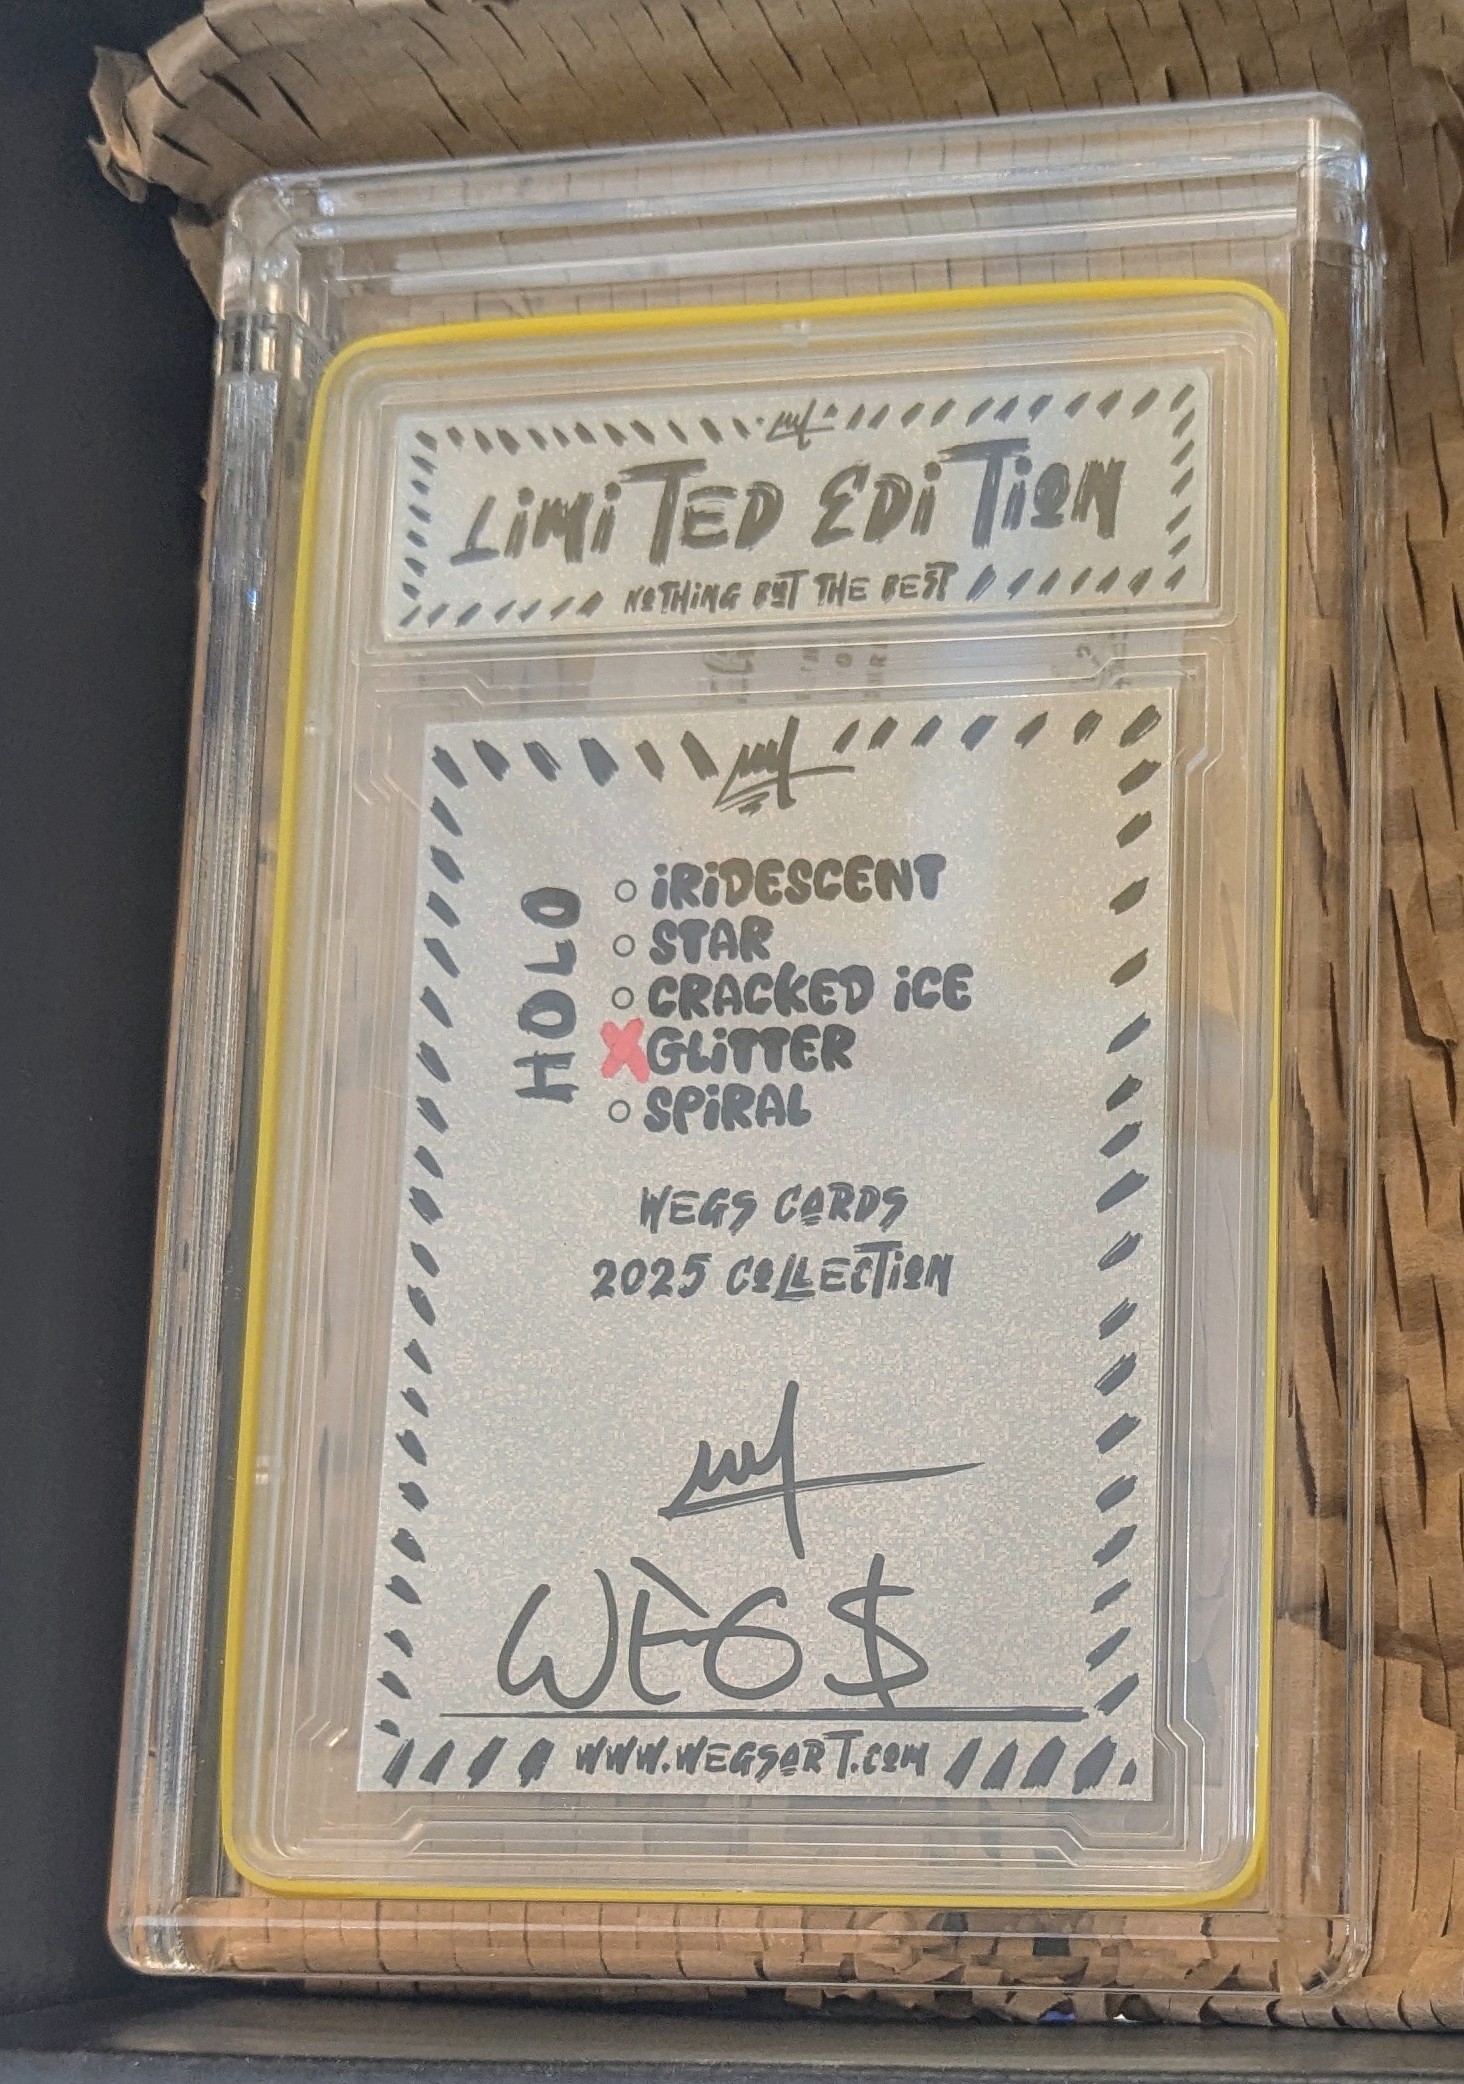 LIMITED EDITION
NOTHING BUT THE BEST
HOLO
IRIDESCENT
STAR
CRACKED ICE
X GLITTER
SPIRAL
WEGS CARDS
2025 COLLECTION
WEG$
WWW.WEGSART.COM